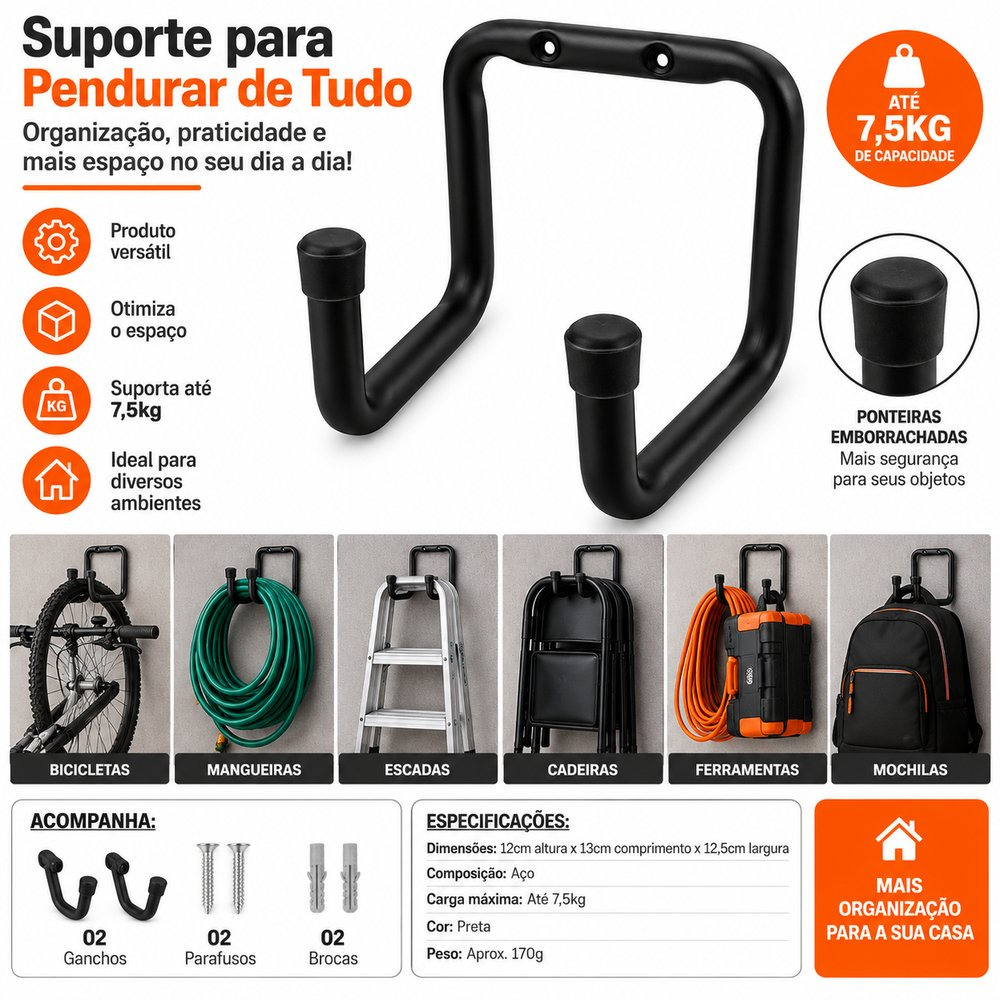 Suporte para
Pendurar de Tudo
Organização, praticidade e
mais espaço no seu dia a dia!
ATÉ
7,5KG
DE CAPACIDADE
Produto
versátil
Otimiza
o espaço
KG
Suporta até
7,5kg
Ideal para
diversos
ambientes
PONTEIRAS
EMBORRACHADAS
Mais segurança
para seus objetos
BICICLETAS
MANGUEIRAS
ESCADAS
CADEIRAS
FERRAMENTAS
MOCHILAS
ACOMPANHA:
02
Ganchos
02
Parafusos
02
Brocas
ESPECIFICAÇÕES:
Dimensões: 12cm altura x 13cm comprimento x 12,5cm largura
Composição: Aço
Carga máxima: Até 7,5kg
Cor: Preta
Peso: Aprox. 170g
MAIS
ORGANIZAÇÃO
PARA A SUA CASA